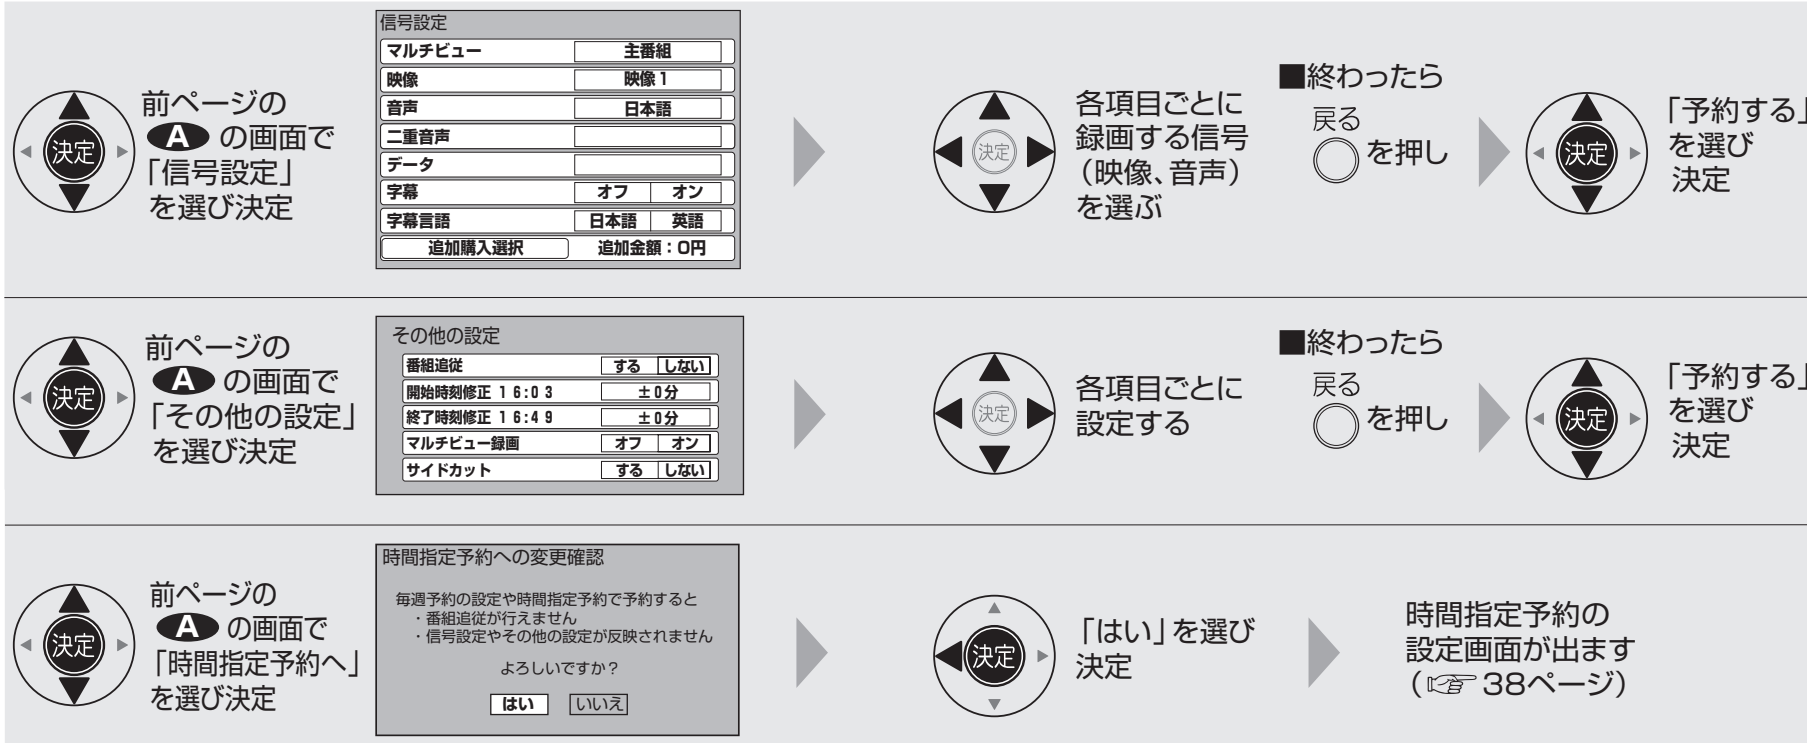 決定
前ページの
A の画面で
「信号設定」
を選び決定
信号設定
マルチビュー 主番組
映像 映像1
音声 日本語
二重音声
データ
字幕 オフ オン
字幕言語 日本語 英語
追加購入選択 追加金額：0円
決定
各項目ごとに
録画する信号
（映像、音声）
を選ぶ
■終わったら
戻る
を押し
決定
「予約する」
を選び
決定
決定
前ページの
A の画面で
「その他の設定」
を選び決定
その他の設定
番組追従 する しない
開始時刻修正 16:03 ±0分
終了時刻修正 16:49 ±0分
マルチビュー録画 オフ オン
サイドカット する しない
決定
各項目ごとに
設定する
■終わったら
戻る
を押し
決定
「予約する」
を選び
決定
決定
前ページの
A の画面で
「時間指定予約へ」
を選び決定
時間指定予約への変更確認
毎週予約の設定や時間指定予約で予約すると
・番組追従が行えません
・信号設定やその他の設定が反映されません
よろしいですか？
はい いいえ
決定
「はい」を選び
決定
時間指定予約の
設定画面が出ます
（☞38ページ）